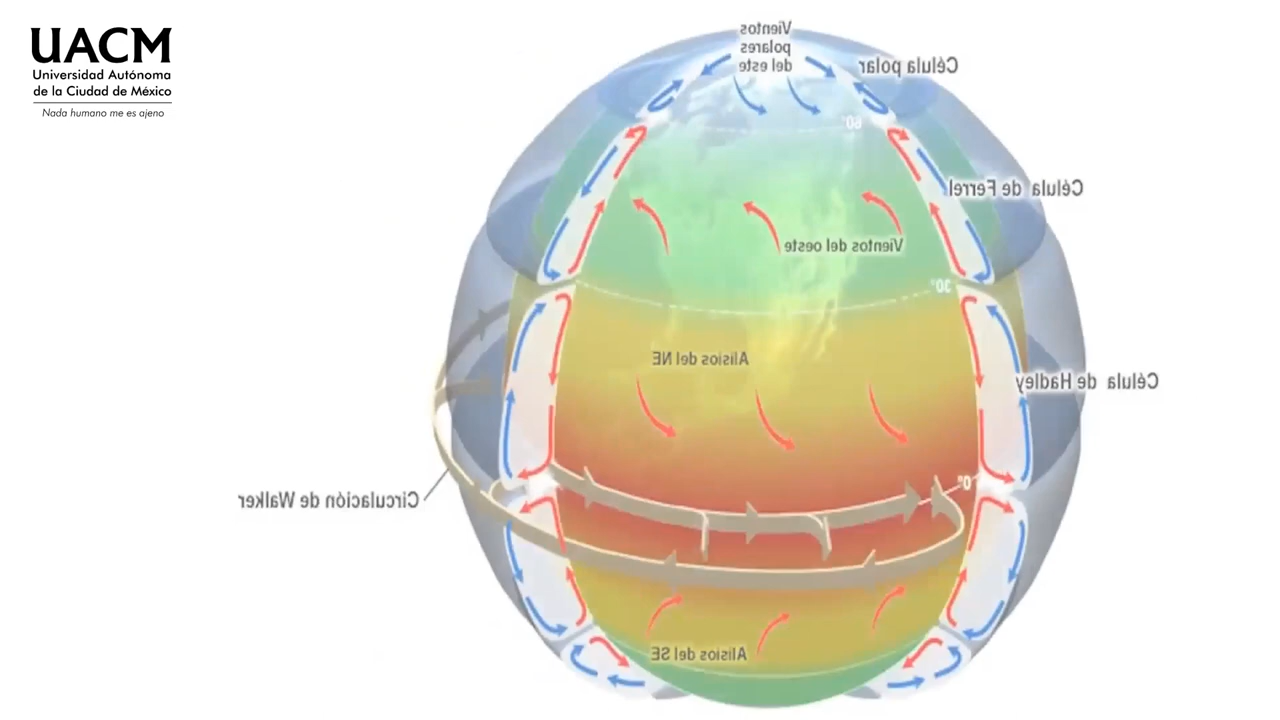 UACM
Universidad Autónoma
de la Ciudad de México
Nada humano me es ajeno
Vientos
polares
del este
Célula polar
60°
Célula de Ferrel
Vientos del oeste
30°
Alisios del NE
Célula de Hadley
0°
Circulación de Walker
Alisios del SE